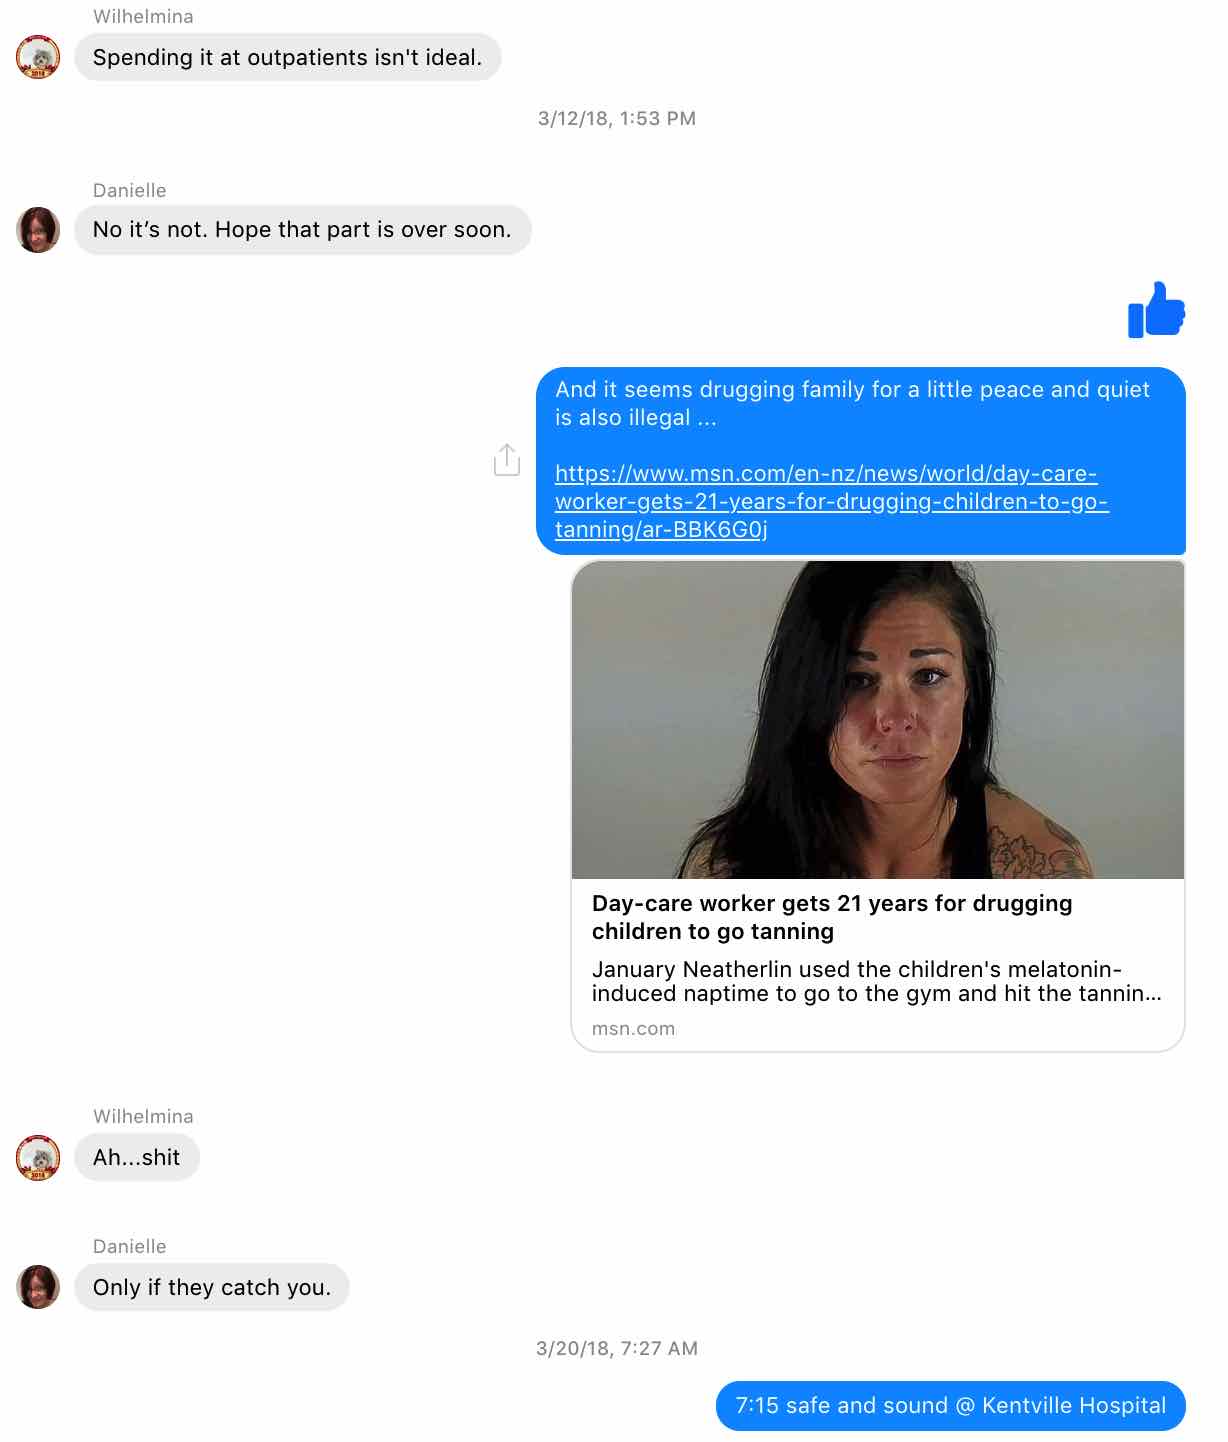 Wilhelmina
Spending it at outpatients isn't ideal.
3/12/18, 1:53 PM
Danielle
No it’s not. Hope that part is over soon.
And it seems drugging family for a little peace and quiet
is also illegal ...
https://www.msn.com/en-nz/news/world/day-care-
worker-gets-21-years-for-drugging-children-to-go-
tanning/ar-BBK6G0j
Day-care worker gets 21 years for drugging
children to go tanning
January Neatherlin used the children's melatonin-
induced naptime to go to the gym and hit the tannin...
msn.com
Wilhelmina
Ah...shit
Danielle
Only if they catch you.
3/20/18, 7:27 AM
7:15 safe and sound @ Kentville Hospital